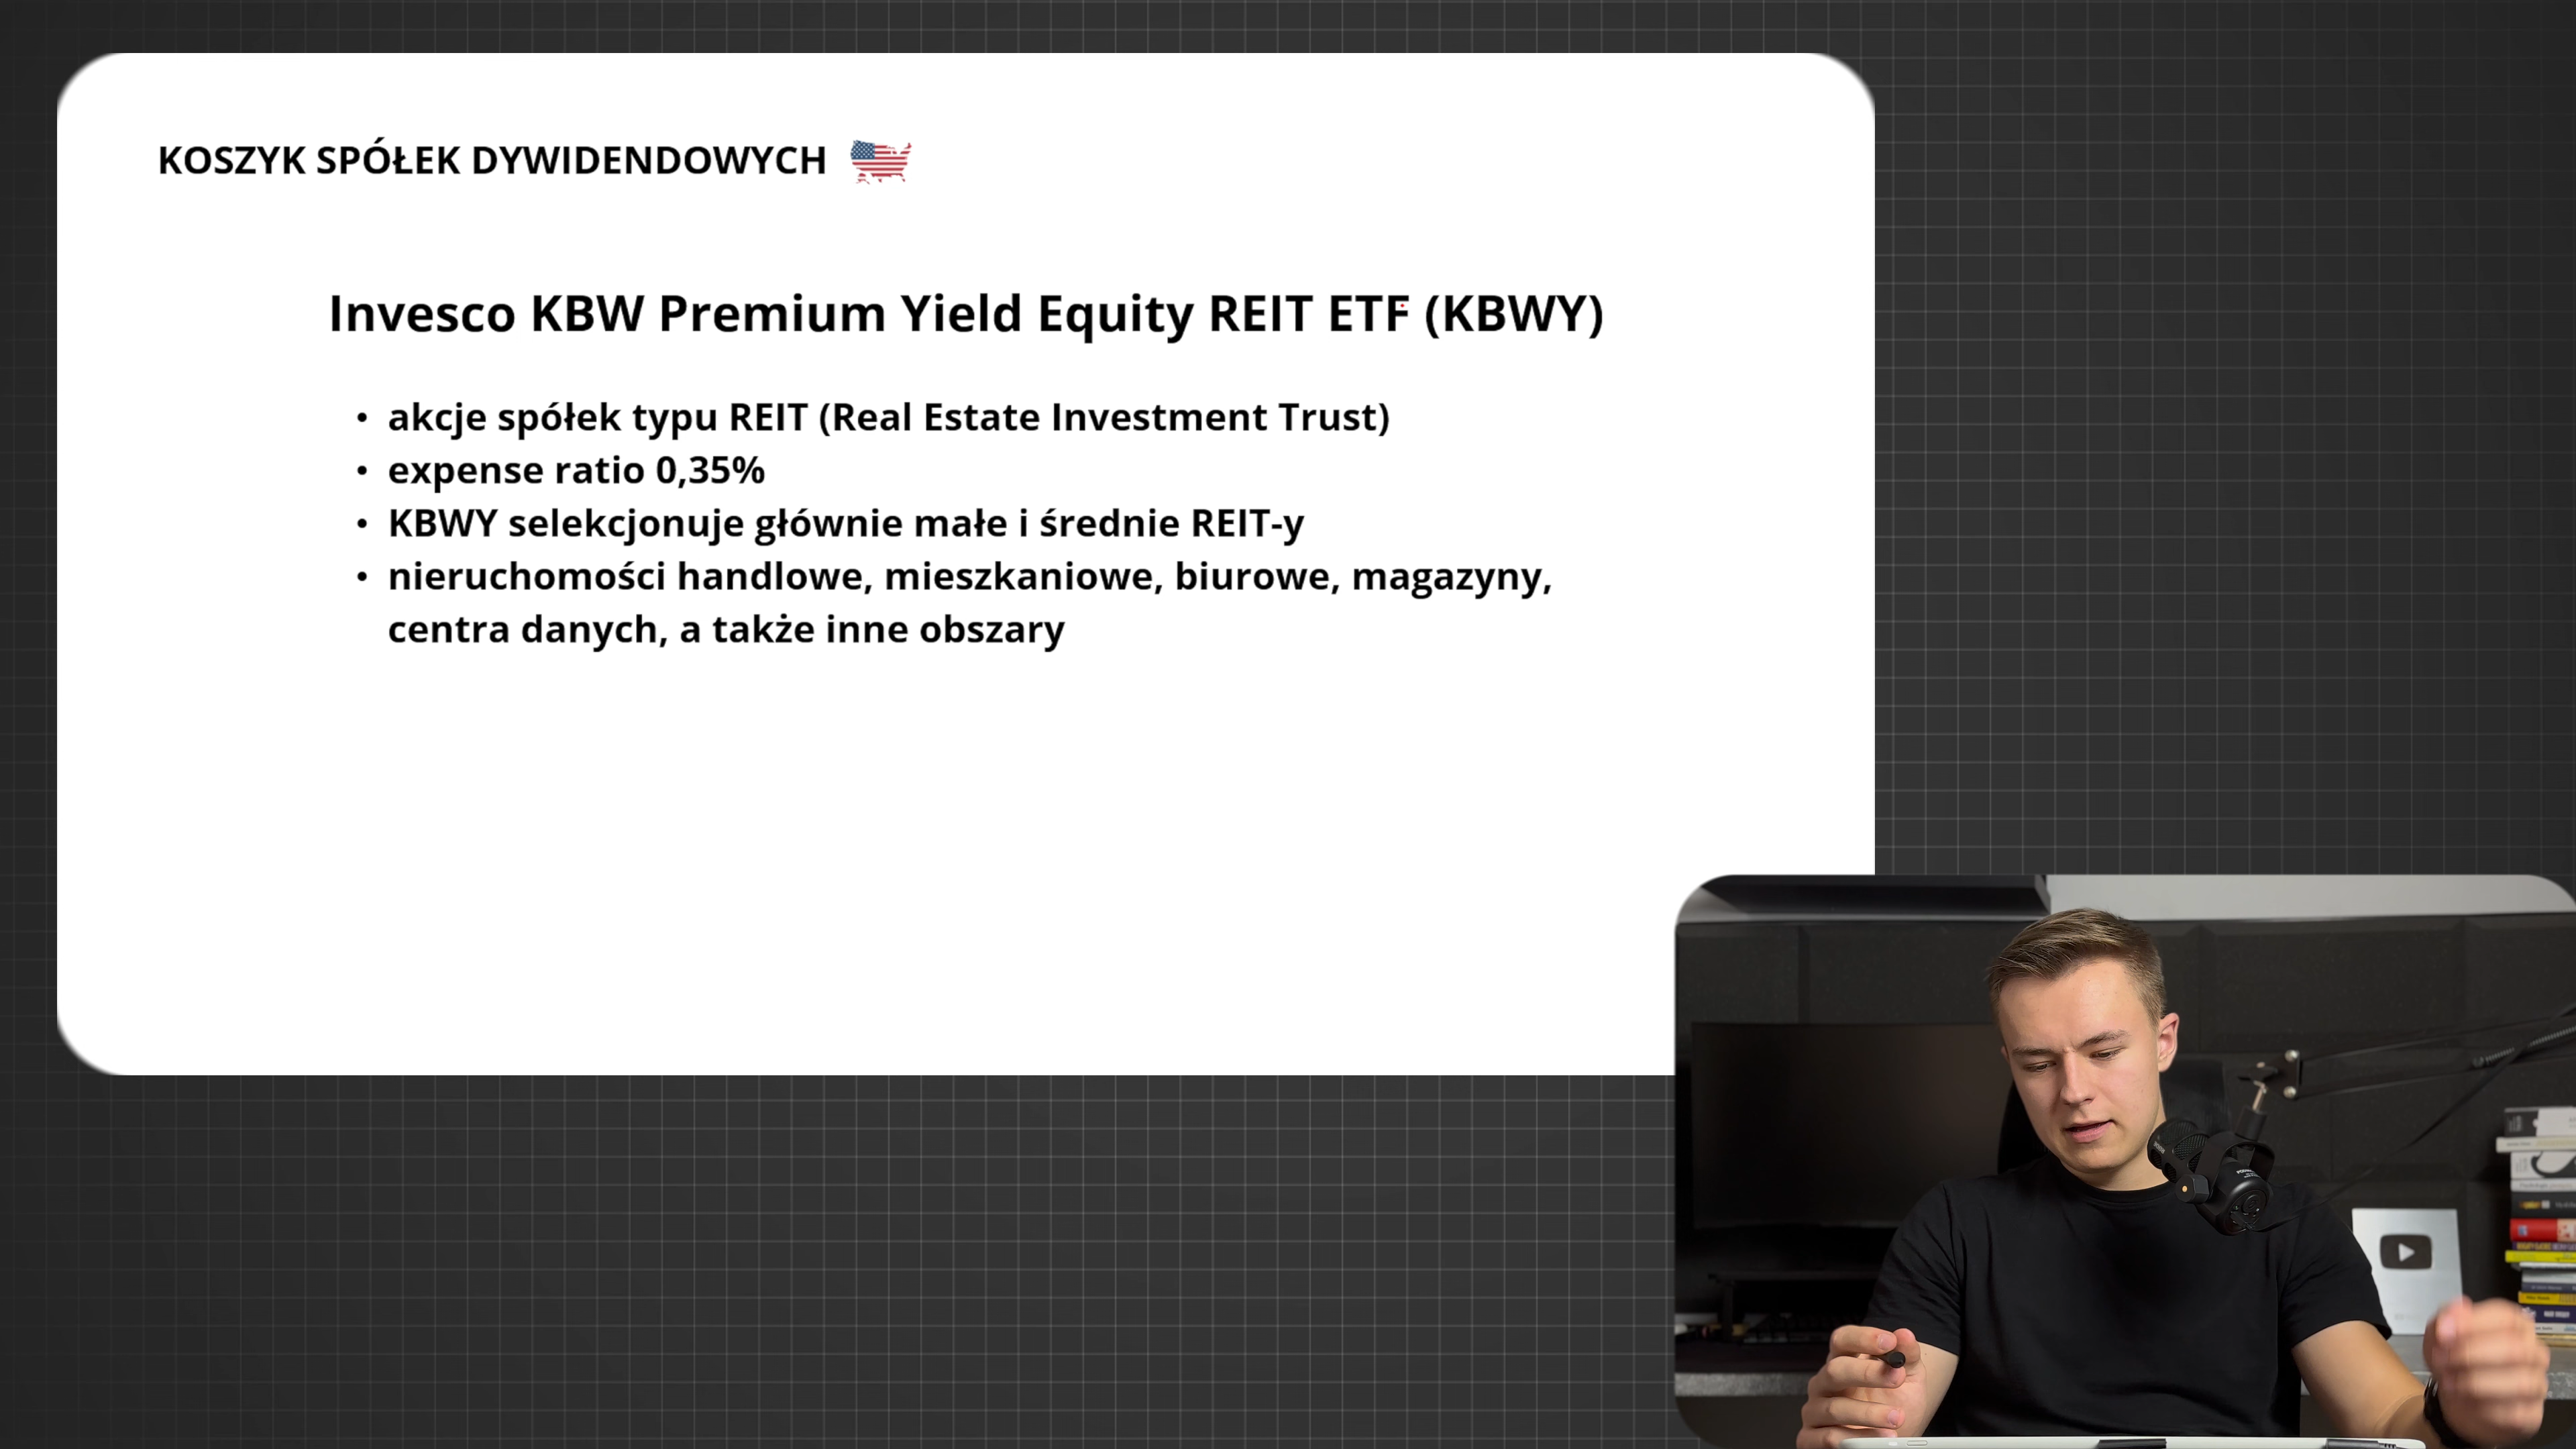 KOSZYK SPÓŁEK DYWIDENDOWYCH
Invesco KBW Premium Yield Equity REIT ETF (KBWY)
• akcje spółek typu REIT (Real Estate Investment Trust)
• expense ratio 0,35%
• KBWY selekcjonuje głównie małe i średnie REIT-y
• nieruchomości handlowe, mieszkaniowe, biurowe, magazyny,
centra danych, a także inne obszary